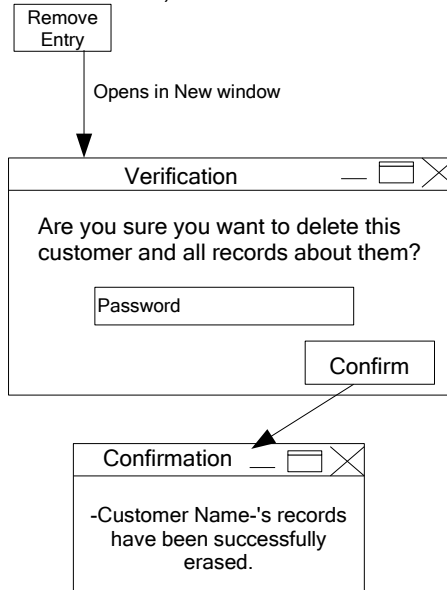 Remove
Entry
Opens in New window
Verification
Are you sure you want to delete this
customer and all records about them?
Password
Confirm
Confirmation
-Customer Name-'s records
have been successfully
erased.